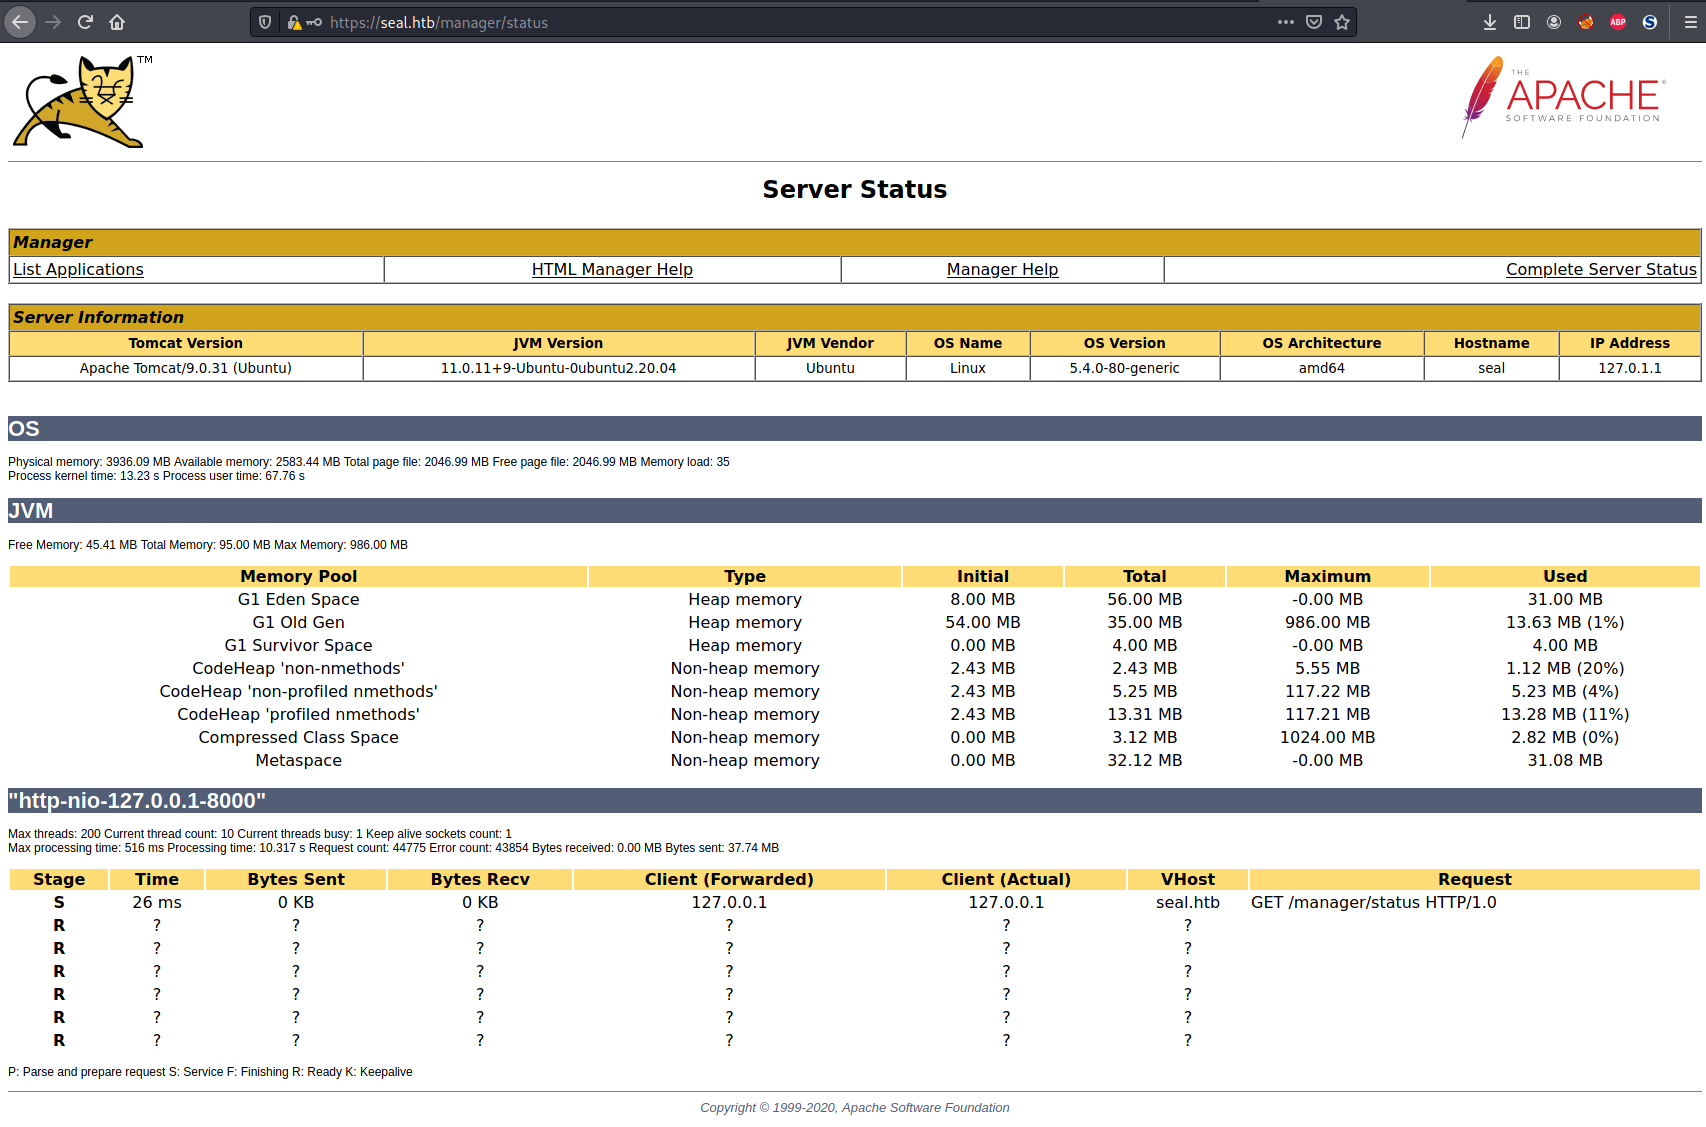 https://seal.htb/manager/status
ABP
S
TM
THE
APACHE®
SOFTWARE FOUNDATION
Server Status
Manager
List Applications HTML Manager Help Manager Help Complete Server Status
Server Information
Tomcat Version JVM Version JVM Vendor OS Name OS Version OS Architecture Hostname IP Address
Apache Tomcat/9.0.31 (Ubuntu) 11.0.11+9-Ubuntu-0ubuntu2.20.04 Ubuntu Linux 5.4.0-80-generic amd64 seal 127.0.1.1
OS
Physical memory: 3936.09 MB Available memory: 2583.44 MB Total page file: 2046.99 MB Free page file: 2046.99 MB Memory load: 35
Process kernel time: 13.23 s Process user time: 67.76 s
JVM
Free Memory: 45.41 MB Total Memory: 95.00 MB Max Memory: 986.00 MB
Memory Pool Type Initial Total Maximum Used
G1 Eden Space Heap memory 8.00 MB 56.00 MB -0.00 MB 31.00 MB
G1 Old Gen Heap memory 54.00 MB 35.00 MB 986.00 MB 13.63 MB (1%)
G1 Survivor Space Heap memory 0.00 MB 4.00 MB -0.00 MB 4.00 MB
CodeHeap 'non-nmethods' Non-heap memory 2.43 MB 2.43 MB 5.55 MB 1.12 MB (20%)
CodeHeap 'non-profiled nmethods' Non-heap memory 2.43 MB 5.25 MB 117.22 MB 5.23 MB (4%)
CodeHeap 'profiled nmethods' Non-heap memory 2.43 MB 13.31 MB 117.21 MB 13.28 MB (11%)
Compressed Class Space Non-heap memory 0.00 MB 3.12 MB 1024.00 MB 2.82 MB (0%)
Metaspace Non-heap memory 0.00 MB 32.12 MB -0.00 MB 31.08 MB
"http-nio-127.0.0.1-8000"
Max threads: 200 Current thread count: 10 Current threads busy: 1 Keep alive sockets count: 1
Max processing time: 516 ms Processing time: 10.317 s Request count: 44775 Error count: 43854 Bytes received: 0.00 MB Bytes sent: 37.74 MB
Stage Time Bytes Sent Bytes Recv Client (Forwarded) Client (Actual) VHost Request
S 26 ms 0 KB 0 KB 127.0.0.1 127.0.0.1 seal.htb GET /manager/status HTTP/1.0
R ? ? ? ? ? ?
R ? ? ? ? ? ?
R ? ? ? ? ? ?
R ? ? ? ? ? ?
R ? ? ? ? ? ?
R ? ? ? ? ? ?
P: Parse and prepare request S: Service F: Finishing R: Ready K: Keepalive
Copyright © 1999-2020, Apache Software Foundation